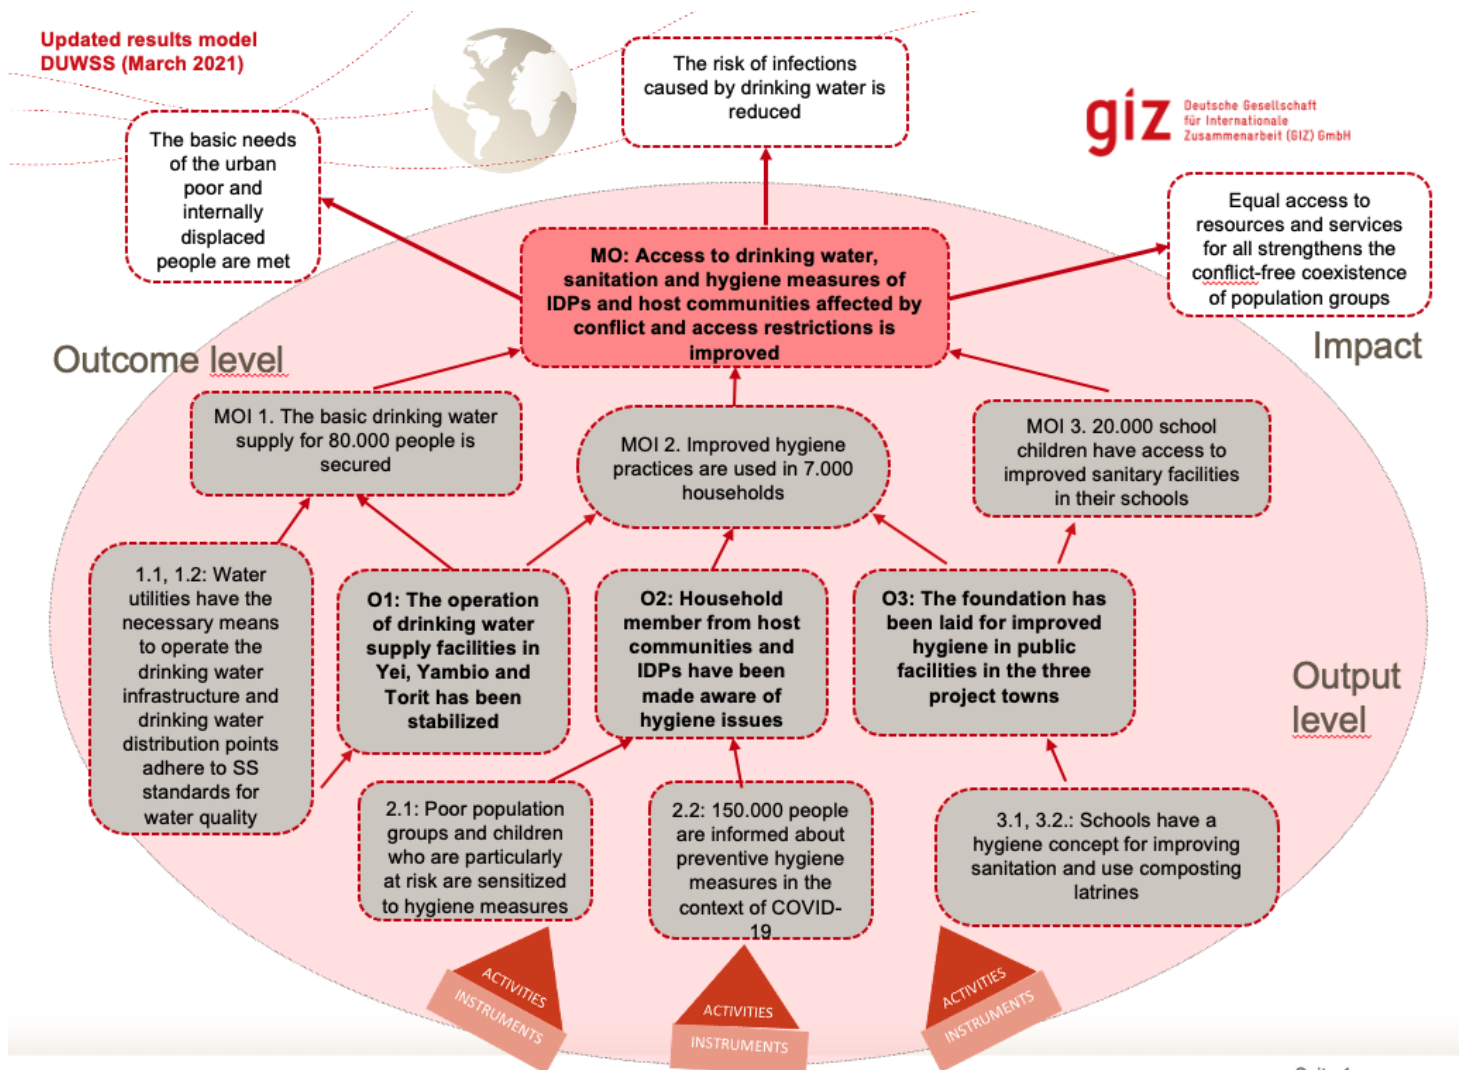 Updated results model
DUWSS (March 2021)
The risk of infections
caused by drinking water is
reduced
giz
Deutsche Gesellschaft
für Internationale
Zusammenarbeit (GIZ) GmbH
The basic needs
of the urban
poor and
internally
displaced
people are met
Equal access to
resources and services
for all strengthens the
conflict-free coexistence
of population groups
MO: Access to drinking water,
sanitation and hygiene measures of
IDPs and host communities affected by
conflict and access restrictions is
improved
Outcome level
Impact
MOI 1. The basic drinking water
supply for 80.000 people is
secured
MOI 2. Improved hygiene
practices are used in 7.000
households
MOI 3. 20.000 school
children have access to
improved sanitary facilities
in their schools
1.1, 1.2: Water
utilities have the
necessary means
to operate the
drinking water
infrastructure and
drinking water
distribution points
adhere to SS
standards for
water quality
O1: The operation
of drinking water
supply facilities in
Yei, Yambio and
Torit has been
stabilized
O2: Household
member from host
communities and
IDPs have been
made aware of
hygiene issues
O3: The foundation has
been laid for improved
hygiene in public
facilities in the three
project towns
Output
level
2.1: Poor population
groups and children
who are particularly
at risk are sensitized
to hygiene measures
2.2: 150.000 people
are informed about
preventive hygiene
measures in the
context of COVID-
19
3.1, 3.2.: Schools have a
hygiene concept for improving
sanitation and use composting
latrines
ACTIVITIES
INSTRUMENTS
ACTIVITIES
INSTRUMENTS
ACTIVITIES
INSTRUMENTS